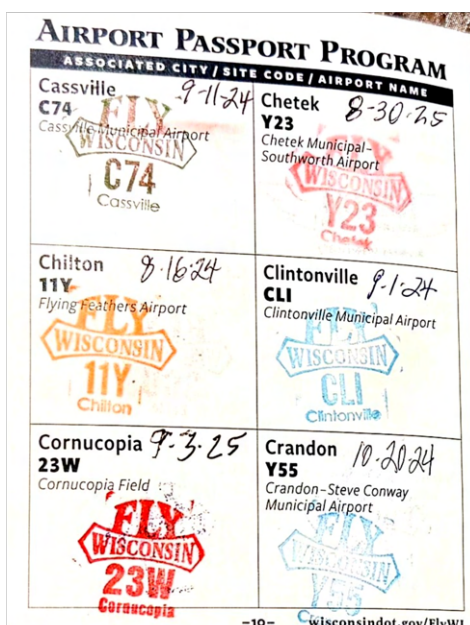 AIRPORT PASSPORT PROGRAM
ASSOCIATED CITY / SITE CODE / AIRPORT NAME
Cassville 9-11-24
C74
Cassville Municipal Airport
FLY
WISCONSIN
C74
Cassville
Chetek 8-30-25
Y23
Chetek Municipal–
Southworth Airport
FLY
WISCONSIN
Y23
Chetek
Chilton 8-16-24
11Y
Flying Feathers Airport
FLY
WISCONSIN
11Y
Chilton
Clintonville 9-1-24
CLI
Clintonville Municipal Airport
FLY
WISCONSIN
CLI
Clintonville
Cornucopia 9-3-25
23W
Cornucopia Field
FLY
WISCONSIN
23W
Cornucopia
Crandon 10-20-24
Y55
Crandon–Steve Conway
Municipal Airport
FLY
WISCONSIN
Y55
–10– wisconsindot.gov/FlyWI